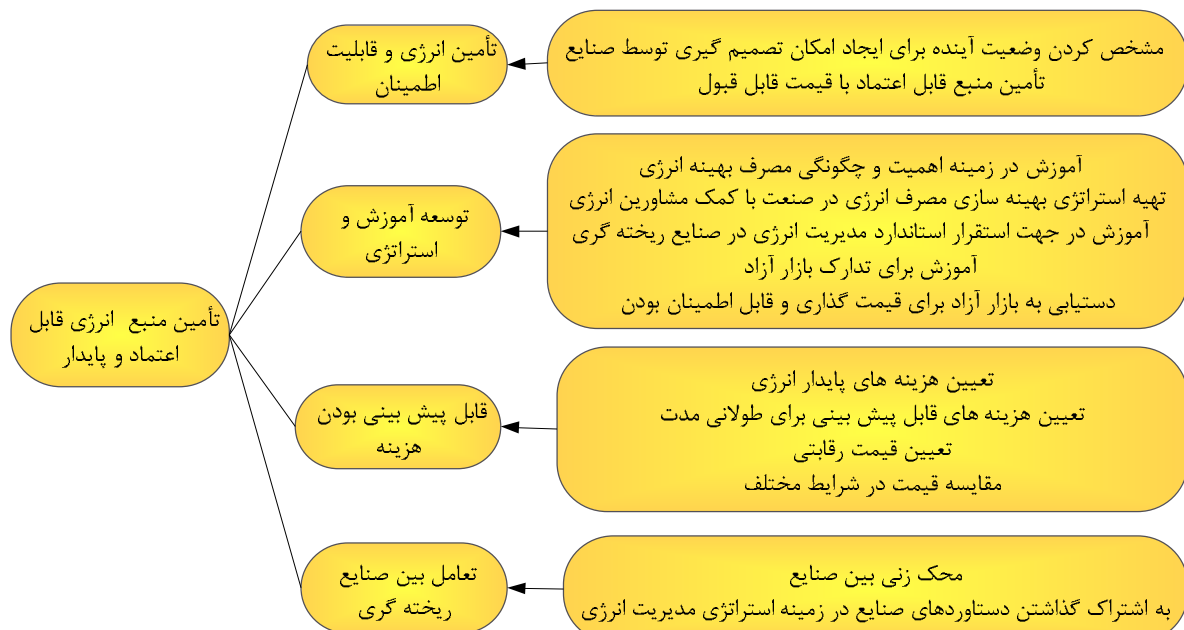 تأمین منبع انرژی قابل
اعتماد و پایدار
تأمین انرژی و قابلیت
اطمینان
مشخص کردن وضعیت آینده برای ایجاد امکان تصمیم گیری توسط صنایع
تأمین منبع قابل اعتماد با قیمت قابل قبول
توسعه آموزش و
استراتژی
آموزش در زمینه اهمیت و چگونگی مصرف بهینه انرژی
تهیه استراتژی بهینه سازی مصرف انرژی در صنعت با کمک مشاورین انرژی
آموزش در جهت استقرار استاندارد مدیریت انرژی در صنایع ریخته گری
آموزش برای تدارک بازار آزاد
دستیابی به بازار آزاد برای قیمت گذاری و قابل اطمینان بودن
قابل پیش بینی بودن
هزینه
تعیین هزینه های پایدار انرژی
تعیین هزینه های قابل پیش بینی برای طولانی مدت
تعیین قیمت رقابتی
مقایسه قیمت در شرایط مختلف
تعامل بین صنایع
ریخته گری
محک زنی بین صنایع
به اشتراک گذاشتن دستاوردهای صنایع در زمینه استراتژی مدیریت انرژی